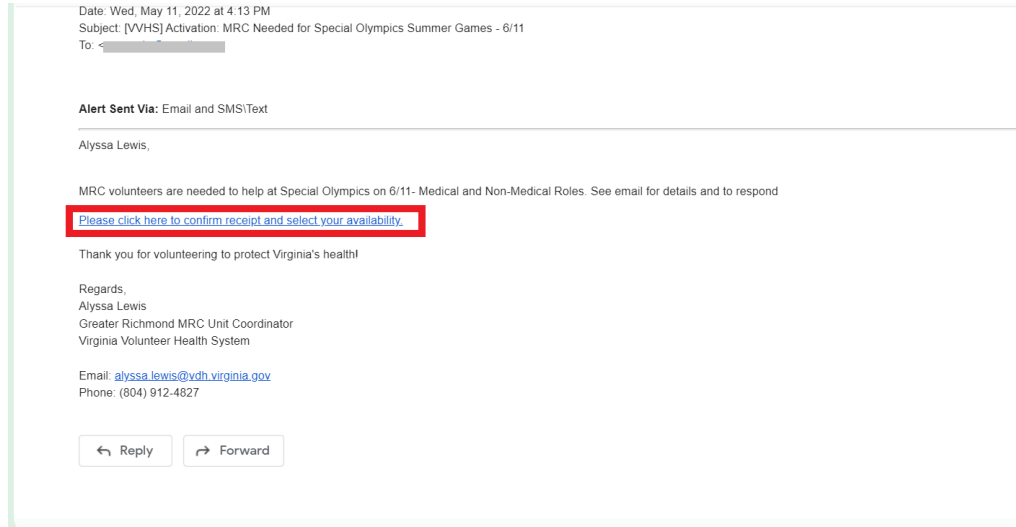 Date: Wed, May 11, 2022 at 4:13 PM
Subject: [VVHS] Activation: MRC Needed for Special Olympics Summer Games - 6/11
To: <
Alert Sent Via: Email and SMS\Text
Alyssa Lewis,
MRC volunteers are needed to help at Special Olympics on 6/11- Medical and Non-Medical Roles. See email for details and to respond
Please click here to confirm receipt and select your availability.
Thank you for volunteering to protect Virginia's health!
Regards,
Alyssa Lewis
Greater Richmond MRC Unit Coordinator
Virginia Volunteer Health System
Email: alyssa.lewis@vdh.virginia.gov
Phone: (804) 912-4827
Reply Forward